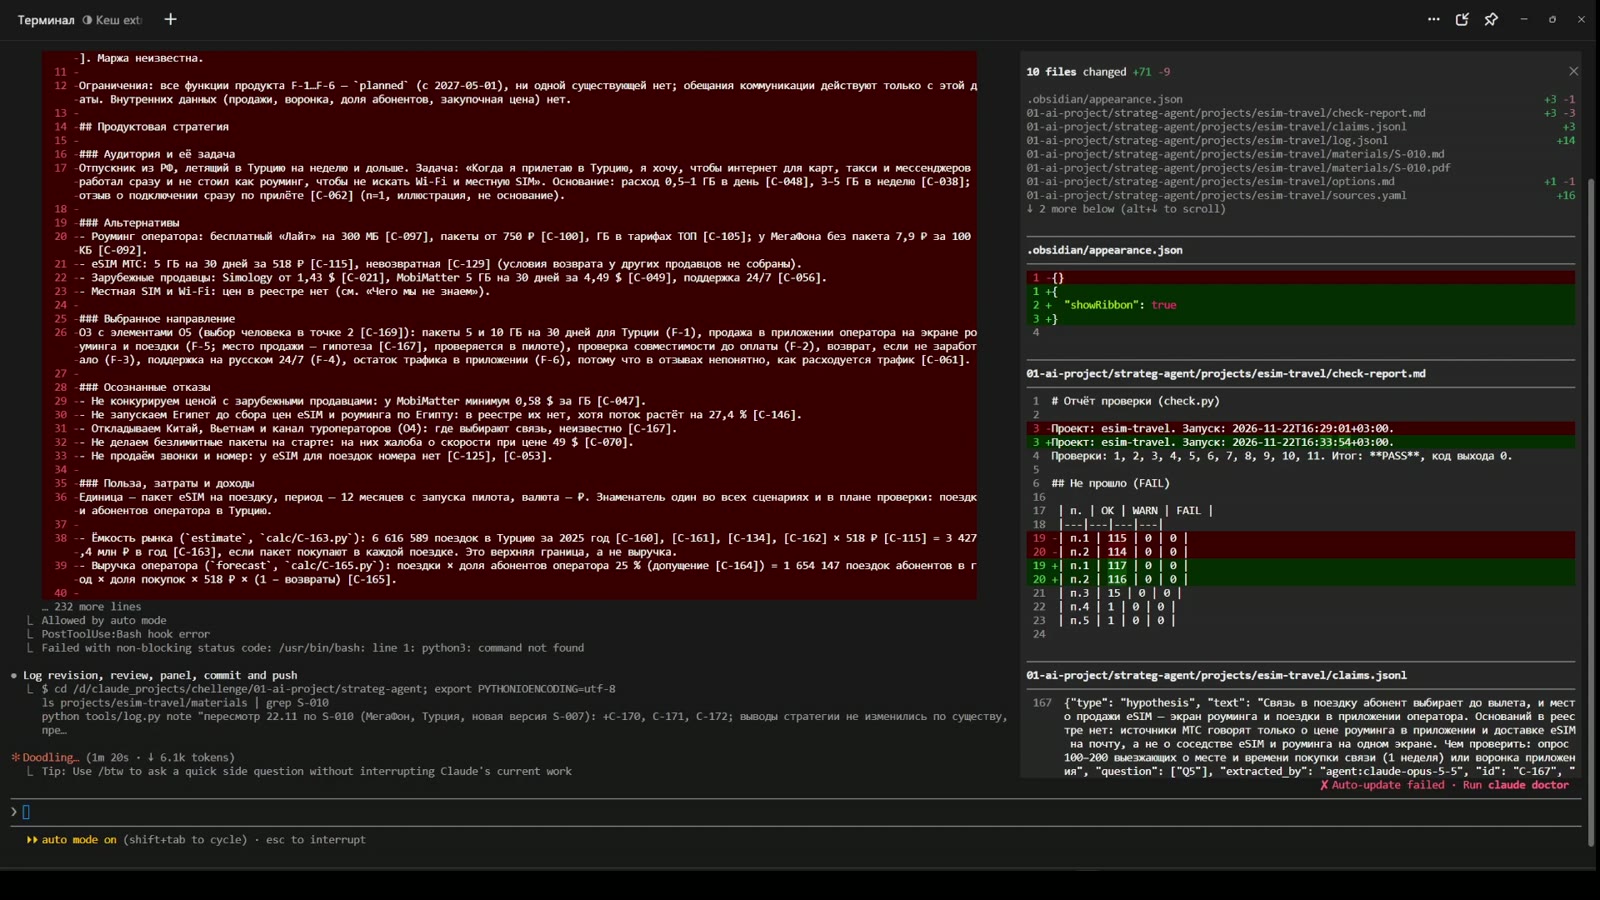 Терминал
Кеш ext
-]. Маржа неизвестна.
11 -
12 -Ограничения: все функции продукта F-1…F-6 — `planned` (с 2027-05-01), ни одной существующей нет; обещания коммуникации действуют только с этой д
-аты. Внутренних данных (продажи, воронка, доля абонентов, закупочная цена) нет.
13 -
14 -## Продуктовая стратегия
15 -
16 -### Аудитория и её задача
17 -Отпускник из РФ, летящий в Турцию на неделю и дольше. Задача: «Когда я прилетаю в Турцию, я хочу, чтобы интернет для карт, такси и мессенджеров
-работал сразу и не стоил как роуминг, чтобы не искать Wi-Fi и местную SIM». Основание: расход 0,5–1 ГБ в день [C-048], 3–5 ГБ в неделю [C-038];
-отзыв о подключении сразу по прилёте [C-062] (n=1, иллюстрация, не основание).
18 -
19 -### Альтернативы
20 -- Роуминг оператора: бесплатный «Лайт» на 300 МБ [C-097], пакеты от 750 ₽ [C-100], ГБ в тарифах ТОП [C-105]; у МегаФона без пакета 7,9 ₽ за 100
-КБ [C-092].
21 -- eSIM МТС: 5 ГБ на 30 дней за 518 ₽ [C-115], невозвратная [C-129] (условия возврата у других продавцов не собраны).
22 -- Зарубежные продавцы: Simology от 1,43 $ [C-021], MobiMatter 5 ГБ на 30 дней за 4,49 $ [C-049], поддержка 24/7 [C-056].
23 -- Местная SIM и Wi-Fi: цен в реестре нет (см. «Чего мы не знаем»).
24 -
25 -### Выбранное направление
26 -О3 с элементами О5 (выбор человека в точке 2 [C-169]): пакеты 5 и 10 ГБ на 30 дней для Турции (F-1), продажа в приложении оператора на экране ро
-уминга и поездки (F-5; место продажи — гипотеза [C-167], проверяется в пилоте), проверка совместимости до оплаты (F-2), возврат, если не заработ
-ало (F-3), поддержка на русском 24/7 (F-4), остаток трафика в приложении (F-6), потому что в отзывах непонятно, как расходуется трафик [C-061].
27 -
28 -### Осознанные отказы
29 -- Не конкурируем ценой с зарубежными продавцами: у MobiMatter минимум 0,58 $ за ГБ [C-047].
30 -- Не запускаем Египет до сбора цен eSIM и роуминга по Египту: в реестре их нет, хотя поток растёт на 27,4 % [C-146].
31 -- Откладываем Китай, Вьетнам и канал туроператоров (О4): где выбирают связь, неизвестно [C-167].
32 -- Не делаем безлимитные пакеты на старте: на них жалоба о скорости при цене 49 $ [C-070].
33 -- Не продаём звонки и номер: у eSIM для поездок номера нет [C-125], [C-053].
34 -
35 -### Польза, затраты и доходы
36 -Единица — пакет eSIM на поездку, период — 12 месяцев с запуска пилота, валюта — ₽. Знаменатель один во всех сценариях и в плане проверки: поездк
-и абонентов оператора в Турцию.
37 -
38 -- Ёмкость рынка (`estimate`, `calc/C-163.py`): 6 616 589 поездок в Турцию за 2025 год [C-160], [C-161], [C-134], [C-162] × 518 ₽ [C-115] = 3 427
-,4 млн ₽ в год [C-163], если пакет покупают в каждой поездке. Это верхняя граница, а не выручка.
39 -- Выручка оператора (`forecast`, `calc/C-165.py`): поездки × доля абонентов оператора 25 % (допущение [C-164]) = 1 654 147 поездок абонентов в г
-од × доля покупок × 518 ₽ × (1 − возвраты) [C-165].
40 -
… 232 more lines
Allowed by auto mode
PostToolUse:Bash hook error
Failed with non-blocking status code: /usr/bin/bash: line 1: python3: command not found
● Log revision, review, panel, commit and push
$ cd /d/claude_projects/chellenge/01-ai-project/strateg-agent; export PYTHONIOENCODING=utf-8
ls projects/esim-travel/materials | grep S-010
python tools/log.py note "пересмотр 22.11 по S-010 (МегаФон, Турция, новая версия S-007): +C-170, C-171, C-172; выводы стратегии не изменились по существу,
пре…
Doodling… (1m 20s · ↓ 6.1k tokens)
Tip: Use /btw to ask a quick side question without interrupting Claude's current work
10 files changed +71 -9
.obsidian/appearance.json +3 -1
01-ai-project/strateg-agent/projects/esim-travel/check-report.md +3 -3
01-ai-project/strateg-agent/projects/esim-travel/claims.jsonl +3
01-ai-project/strateg-agent/projects/esim-travel/log.jsonl +14
01-ai-project/strateg-agent/projects/esim-travel/materials/S-010.md
01-ai-project/strateg-agent/projects/esim-travel/materials/S-010.pdf
01-ai-project/strateg-agent/projects/esim-travel/options.md +1 -1
01-ai-project/strateg-agent/projects/esim-travel/sources.yaml +16
↓ 2 more below (alt+↓ to scroll)
.obsidian/appearance.json
1 -{}
1 +{
2 + "showRibbon": true
3 +}
4
01-ai-project/strateg-agent/projects/esim-travel/check-report.md
1 # Отчёт проверки (check.py)
2
3 -Проект: esim-travel. Запуск: 2026-11-22T16:29:01+03:00.
3 +Проект: esim-travel. Запуск: 2026-11-22T16:33:54+03:00.
4 Проверки: 1, 2, 3, 4, 5, 6, 7, 8, 9, 10, 11. Итог: **PASS**, код выхода 0.
5
6 ## Не прошло (FAIL)
16
17 | п. | OK | WARN | FAIL |
18 |---|---|---|---|
19 -| п.1 | 115 | 0 | 0 |
20 -| п.2 | 114 | 0 | 0 |
19 +| п.1 | 117 | 0 | 0 |
20 +| п.2 | 116 | 0 | 0 |
21 | п.3 | 15 | 0 | 0 |
22 | п.4 | 1 | 0 | 0 |
23 | п.5 | 1 | 0 | 0 |
24
01-ai-project/strateg-agent/projects/esim-travel/claims.jsonl
167 {"type": "hypothesis", "text": "Связь в поездку абонент выбирает до вылета, и мест
о продажи eSIM — экран роуминга и поездки в приложении оператора. Оснований в реес
тре нет: источники МТС говорят только о цене роуминга в приложении и доставке eSIM
на почту, а не о соседстве eSIM и роуминга на одном экране. Чем проверить: опрос
100–200 выезжающих о месте и времени покупки связи (1 неделя) или воронка приложен
ия", "question": ["Q5"], "extracted_by": "agent:claude-opus-5-5", "id": "C-167", "
✗ Auto-update failed · Run claude doctor
❯
⏵⏵ auto mode on (shift+tab to cycle) · esc to interrupt